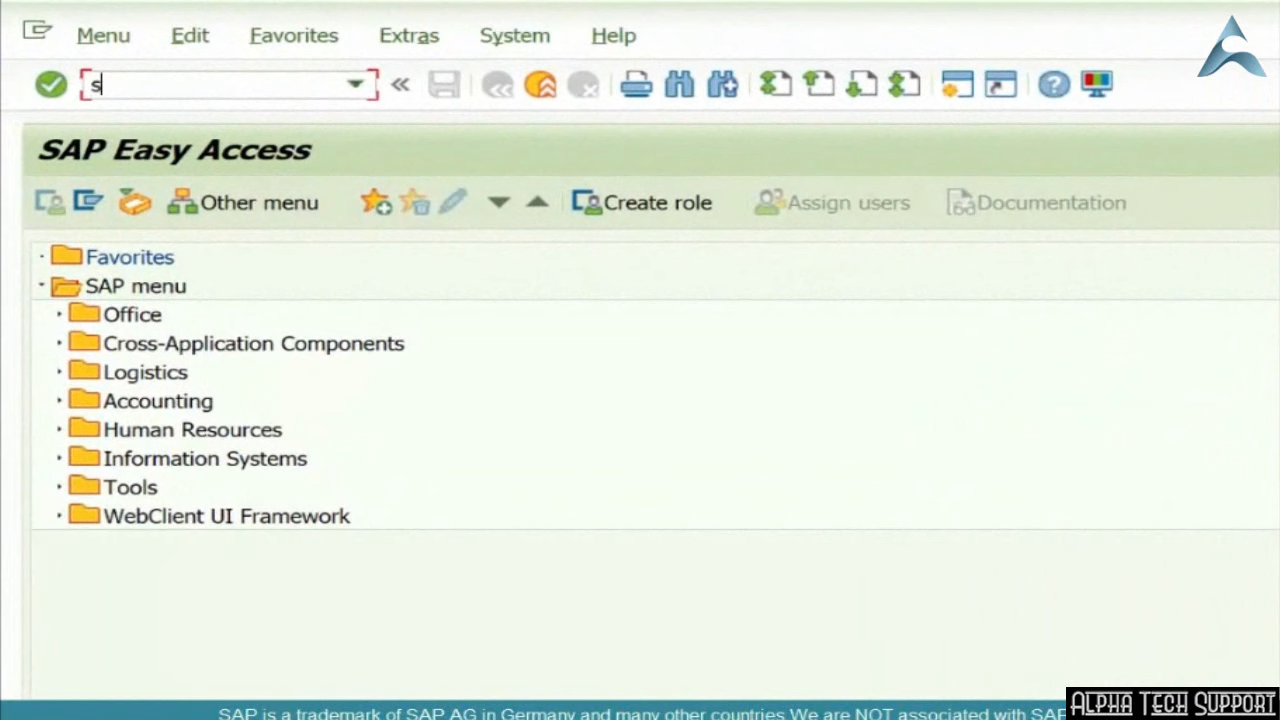 Menu Edit Favorites Extras System Help
s
SAP Easy Access
Other menu Create role Assign users Documentation
Favorites
SAP menu
Office
Cross-Application Components
Logistics
Accounting
Human Resources
Information Systems
Tools
WebClient UI Framework
SAP is a trademark of SAP AG in Germany and many other countries We are NOT associated with SAP
Alpha Tech Support